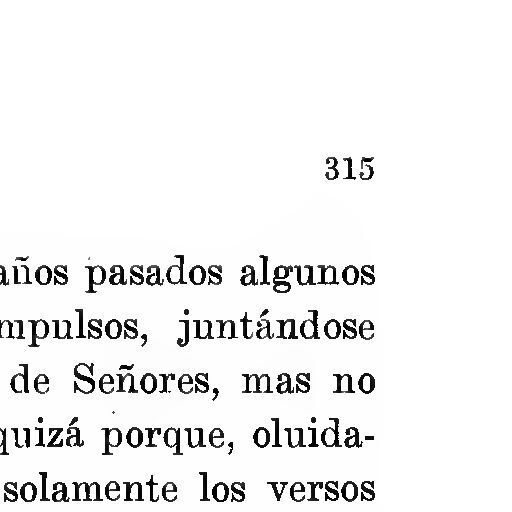 315
años pasados algunos
mpulsos, juntándose
de Señores, mas no
quizá porque, oluida-
solamente los versos